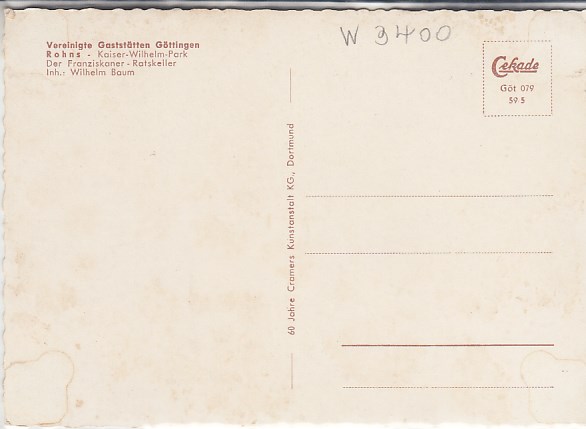 W 3400
Vereinigte Gaststätten Göttingen
Rohns - Kaiser-Wilhelm-Park
Der Franziskaner - Ratskeller
Inh.: Wilhelm Baum
Cekade
Göt 079
59 5
60 Jahre Cramers Kunstanstalt KG., Dortmund